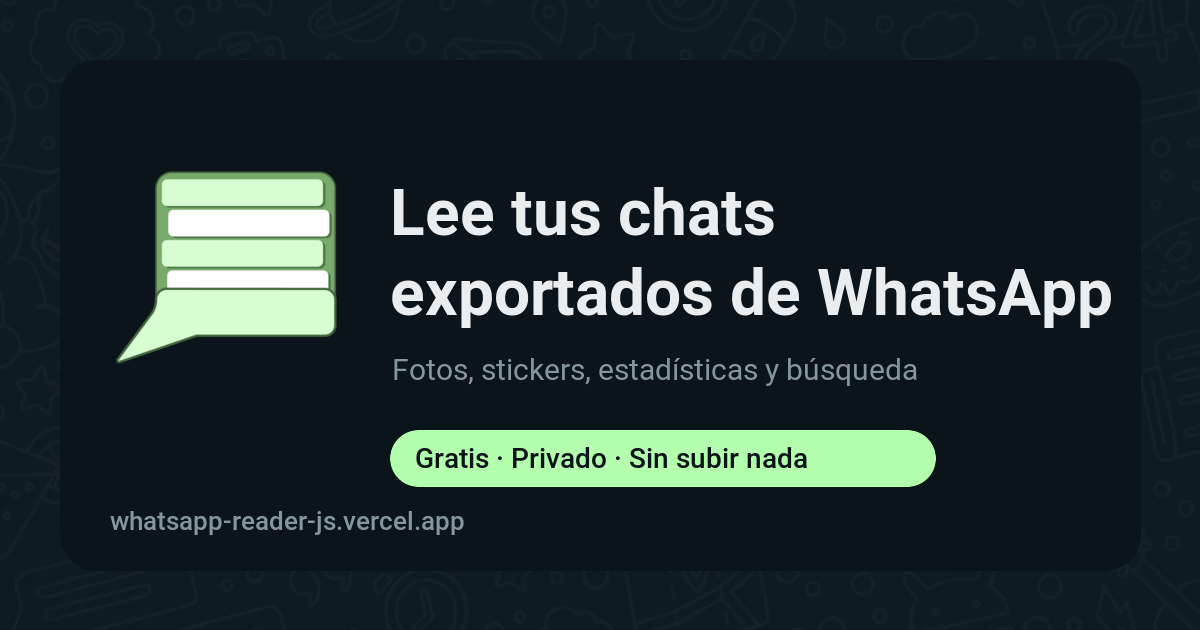 Lee tus chats
exportados de WhatsApp
Fotos, stickers, estadísticas y búsqueda
Gratis · Privado · Sin subir nada
whatsapp-reader-js.vercel.app